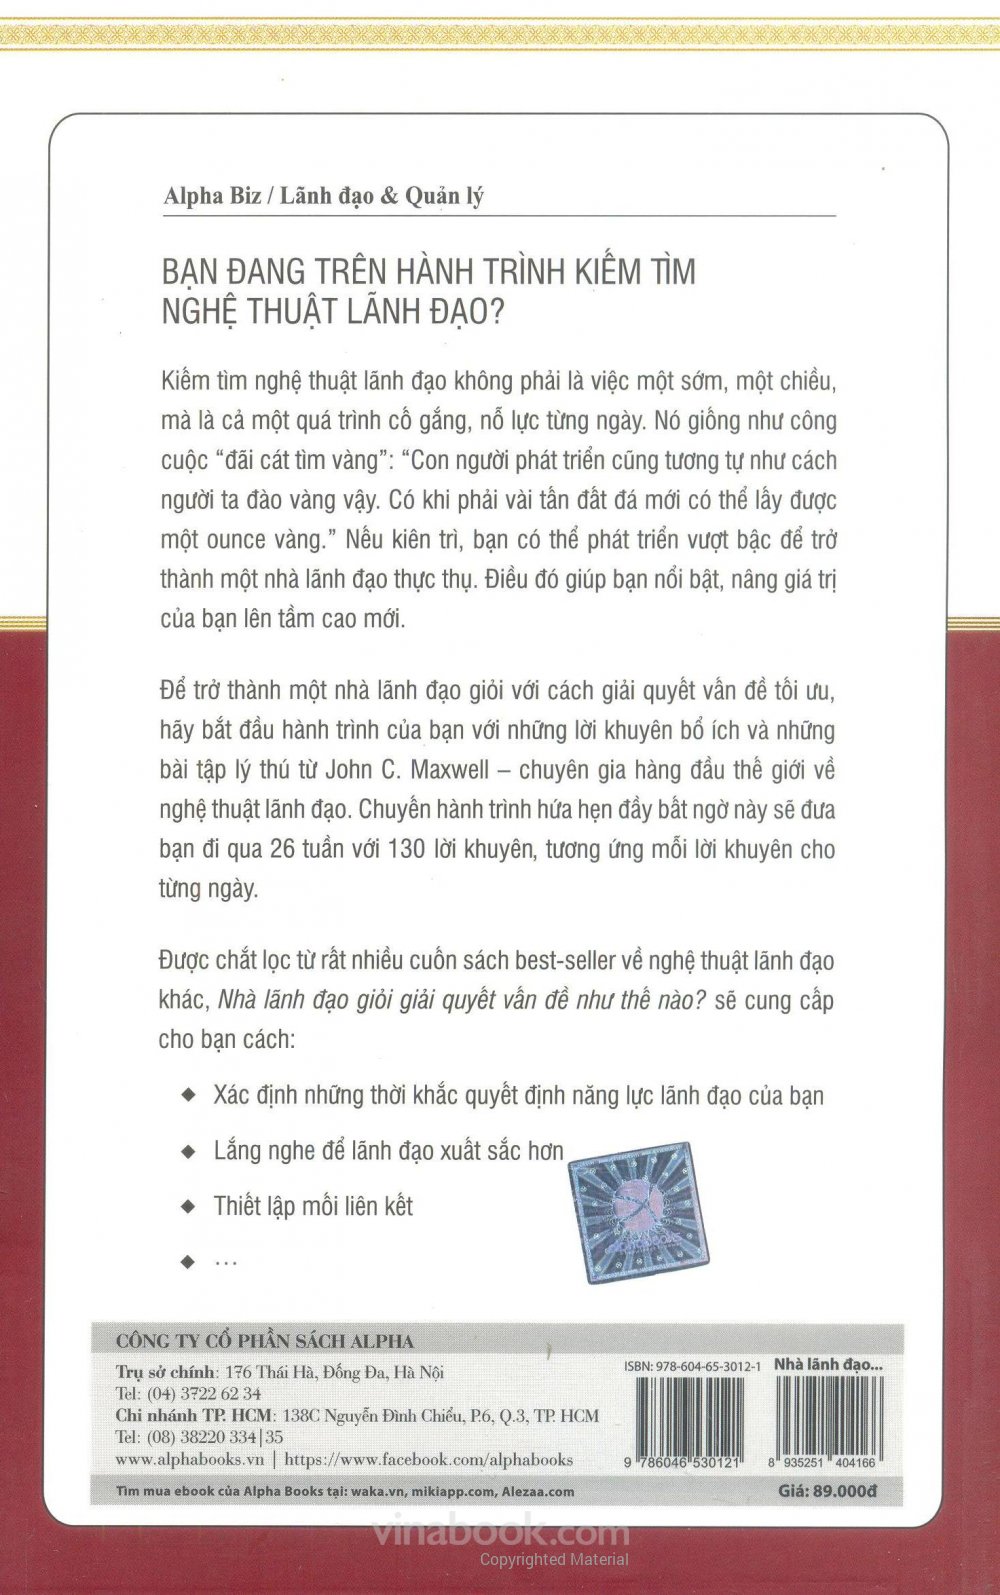 Alpha Biz / Lãnh đạo & Quản lý
BẠN ĐANG TRÊN HÀNH TRÌNH KIẾM TÌM
NGHỆ THUẬT LÃNH ĐẠO?
Kiếm tìm nghệ thuật lãnh đạo không phải là việc một sớm, một chiều,
mà là cả một quá trình cố gắng, nỗ lực từng ngày. Nó giống như công
cuộc “đãi cát tìm vàng”: “Con người phát triển cũng tương tự như cách
người ta đào vàng vậy. Có khi phải vài tấn đất đá mới có thể lấy được
một ounce vàng.” Nếu kiên trì, bạn có thể phát triển vượt bậc để trở
thành một nhà lãnh đạo thực thụ. Điều đó giúp bạn nổi bật, nâng giá trị
của bạn lên tầm cao mới.
Để trở thành một nhà lãnh đạo giỏi với cách giải quyết vấn đề tối ưu,
hãy bắt đầu hành trình của bạn với những lời khuyên bổ ích và những
bài tập lý thú từ John C. Maxwell – chuyên gia hàng đầu thế giới về
nghệ thuật lãnh đạo. Chuyến hành trình hứa hẹn đầy bất ngờ này sẽ đưa
bạn đi qua 26 tuần với 130 lời khuyên, tương ứng mỗi lời khuyên cho
từng ngày.
Được chắt lọc từ rất nhiều cuốn sách best-seller về nghệ thuật lãnh đạo
khác, Nhà lãnh đạo giỏi giải quyết vấn đề như thế nào? sẽ cung cấp
cho bạn cách:
◆ Xác định những thời khắc quyết định năng lực lãnh đạo của bạn
◆ Lắng nghe để lãnh đạo xuất sắc hơn
◆ Thiết lập mối liên kết
◆ ...
alphabooks
CÔNG TY CỔ PHẦN SÁCH ALPHA
Trụ sở chính: 176 Thái Hà, Đống Đa, Hà Nội
Tel: (04) 3722 62 34
Chi nhánh TP. HCM: 138C Nguyễn Đình Chiểu, P.6, Q.3, TP. HCM
Tel: (08) 38220 334|35
www.alphabooks.vn | https://www.facebook.com/alphabooks
Tìm mua ebook của Alpha Books tại: waka.vn, mikiapp.com, Alezaa.com
ISBN: 978-604-65-3012-1
9 786046 530121
Nhà lãnh đạo...
8 935251 404166
Giá: 89.000đ
vinabook.com
Copyrighted Material